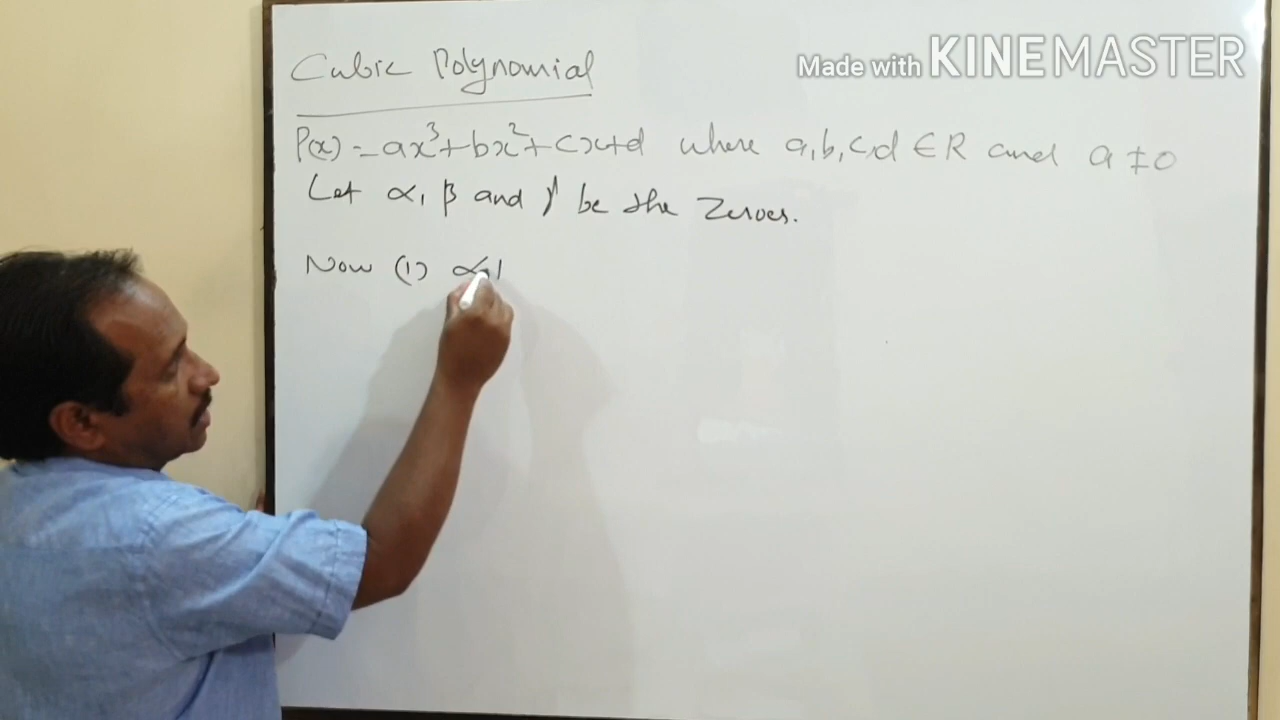 Cubic Polynomial
Made with KINEMASTER
P(x) = ax³ + bx² + cx + d where a, b, c, d ∈ R and a ≠ 0
Let α, β and γ be the Zeroes.
Now (1) α